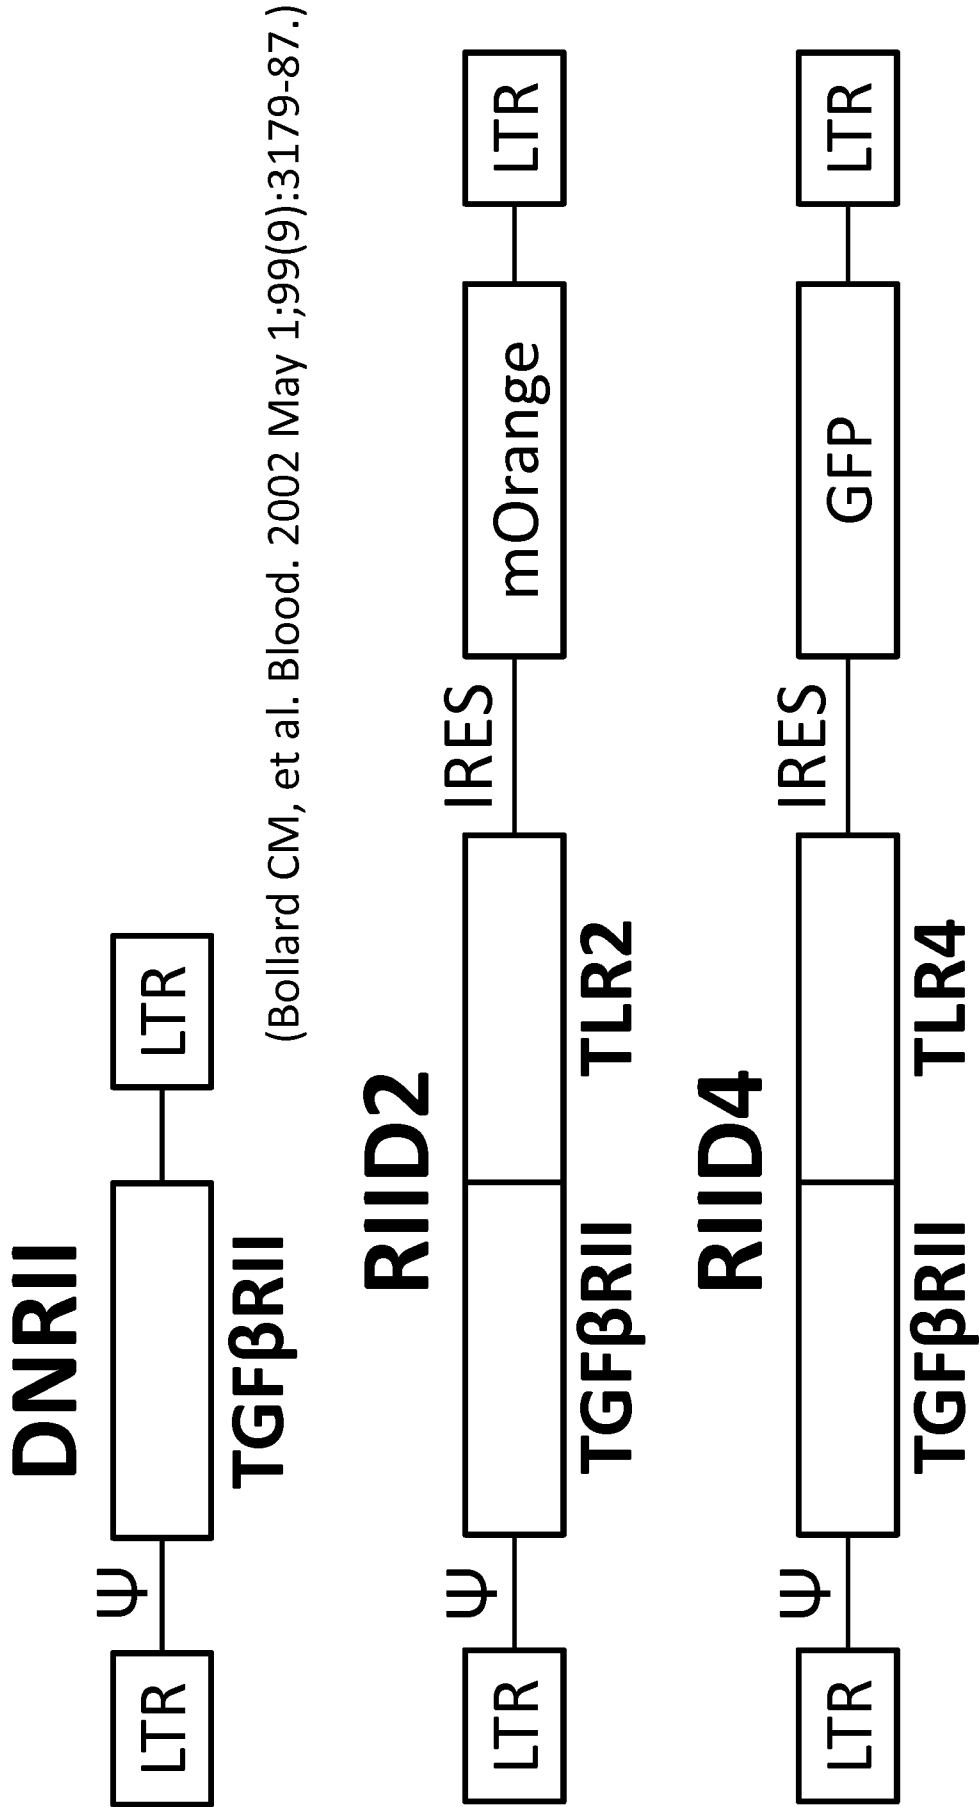 DNRII
LTR
Ψ
LTR
TGFβRII
(Bollard CM, et al. Blood. 2002 May 1;99(9):3179-87.)
RIID2
LTR
Ψ
IRES
mOrange
LTR
TGFβRII
TLR2
RIID4
LTR
Ψ
IRES
GFP
LTR
TGFβRII
TLR4